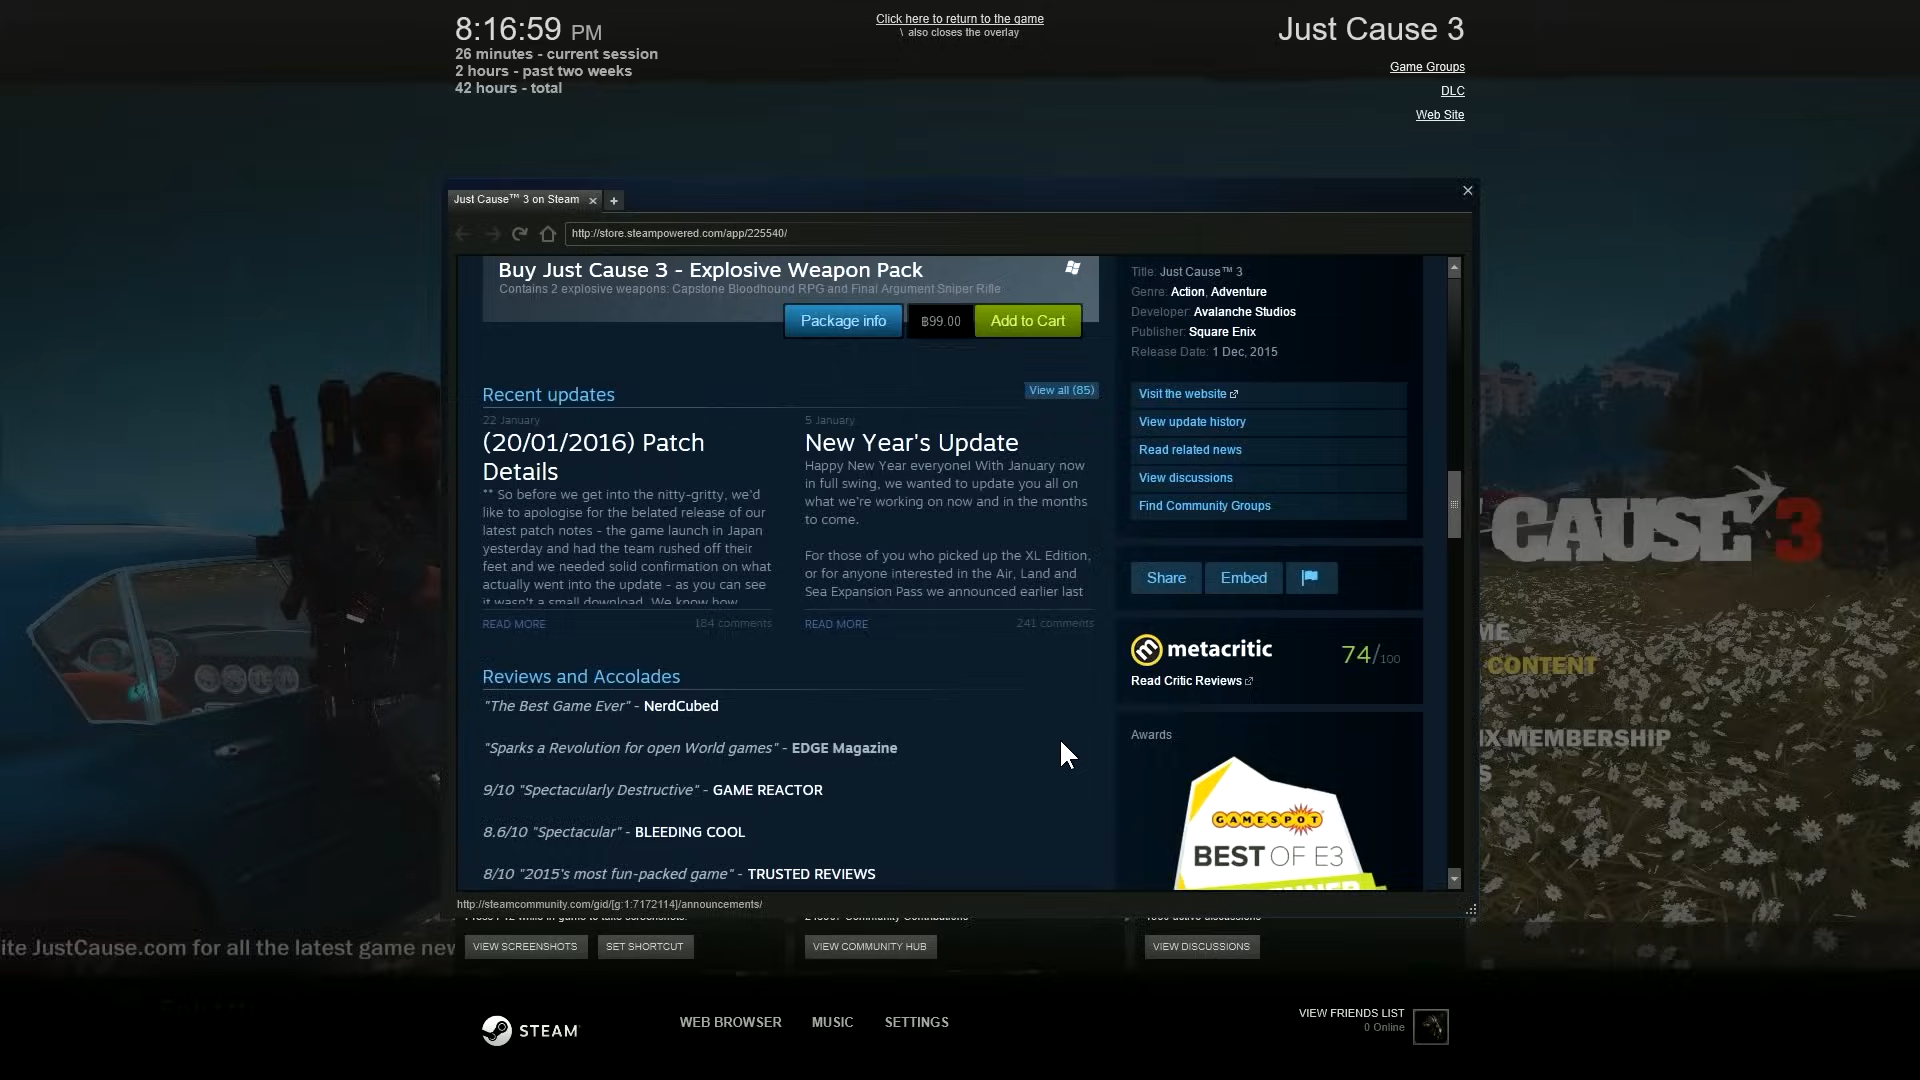 8:16:59 PM
26 minutes - current session
2 hours - past two weeks
42 hours - total
Click here to return to the game
\ also closes the overlay
Just Cause 3
Game Groups
DLC
Web Site
Just Cause™ 3 on Steam
http://store.steampowered.com/app/225540/
Buy Just Cause 3 - Explosive Weapon Pack
Contains 2 explosive weapons: Capstone Bloodhound RPG and Final Argument Sniper Rifle
Package info
฿99.00
Add to Cart
Recent updates
View all (85)
22 January
(20/01/2016) Patch
Details
** So before we get into the nitty-gritty, we'd
like to apologise for the belated release of our
latest patch notes - the game launch in Japan
yesterday and had the team rushed off their
feet and we needed solid confirmation on what
actually went into the update - as you can see
it wasn't a small download. We know how
READ MORE
184 comments
5 January
New Year's Update
Happy New Year everyone! With January now
in full swing, we wanted to update you all on
what we're working on now and in the months
to come.
For those of you who picked up the XL Edition,
or for anyone interested in the Air, Land and
Sea Expansion Pass we announced earlier last
READ MORE
241 comments
Reviews and Accolades
"The Best Game Ever" - NerdCubed
"Sparks a Revolution for open World games" - EDGE Magazine
9/10 "Spectacularly Destructive" - GAME REACTOR
8.6/10 "Spectacular" - BLEEDING COOL
8/10 "2015's most fun-packed game" - TRUSTED REVIEWS
Title: Just Cause™ 3
Genre: Action, Adventure
Developer: Avalanche Studios
Publisher: Square Enix
Release Date: 1 Dec, 2015
Visit the website
View update history
Read related news
View discussions
Find Community Groups
Share
Embed
metacritic
74/100
Read Critic Reviews
Awards
GAMESPOT
BEST OF E3
CAUSE 3
CONTENT
MEMBERSHIP
http://steamcommunity.com/gid/[g:1:7172114]/announcements/
VIEW SCREENSHOTS
SET SHORTCUT
VIEW COMMUNITY HUB
VIEW DISCUSSIONS
ite JustCause.com for all the latest game new
STEAM
WEB BROWSER
MUSIC
SETTINGS
VIEW FRIENDS LIST
0 Online